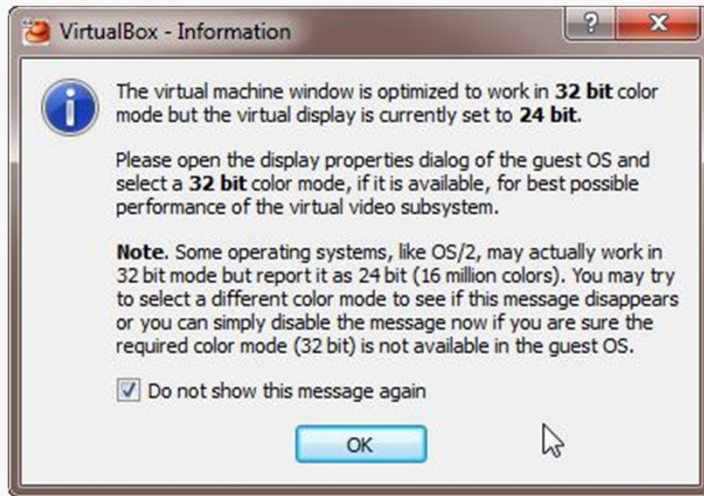 VirtualBox - Information
The virtual machine window is optimized to work in 32 bit color
mode but the virtual display is currently set to 24 bit.
Please open the display properties dialog of the guest OS and
select a 32 bit color mode, if it is available, for best possible
performance of the virtual video subsystem.
Note. Some operating systems, like OS/2, may actually work in
32 bit mode but report it as 24 bit (16 million colors). You may try
to select a different color mode to see if this message disappears
or you can simply disable the message now if you are sure the
required color mode (32 bit) is not available in the guest OS.
Do not show this message again
OK